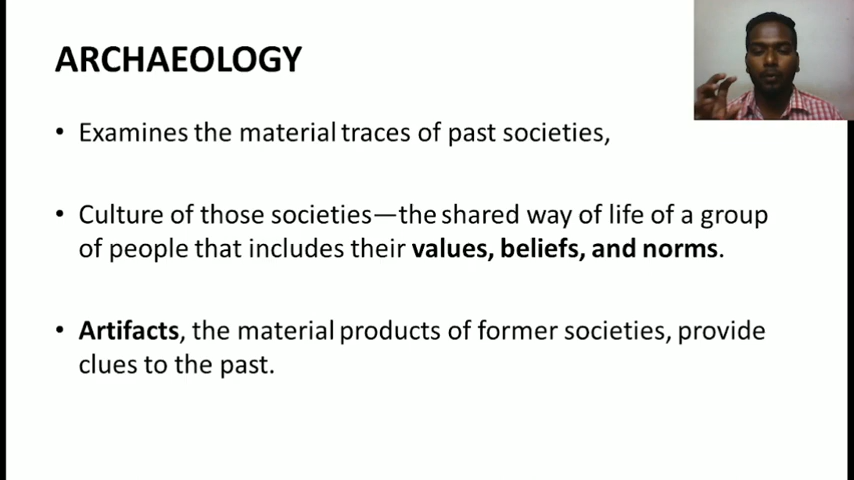 ARCHAEOLOGY
• Examines the material traces of past societies,
• Culture of those societies—the shared way of life of a group
of people that includes their values, beliefs, and norms.
• Artifacts, the material products of former societies, provide
clues to the past.